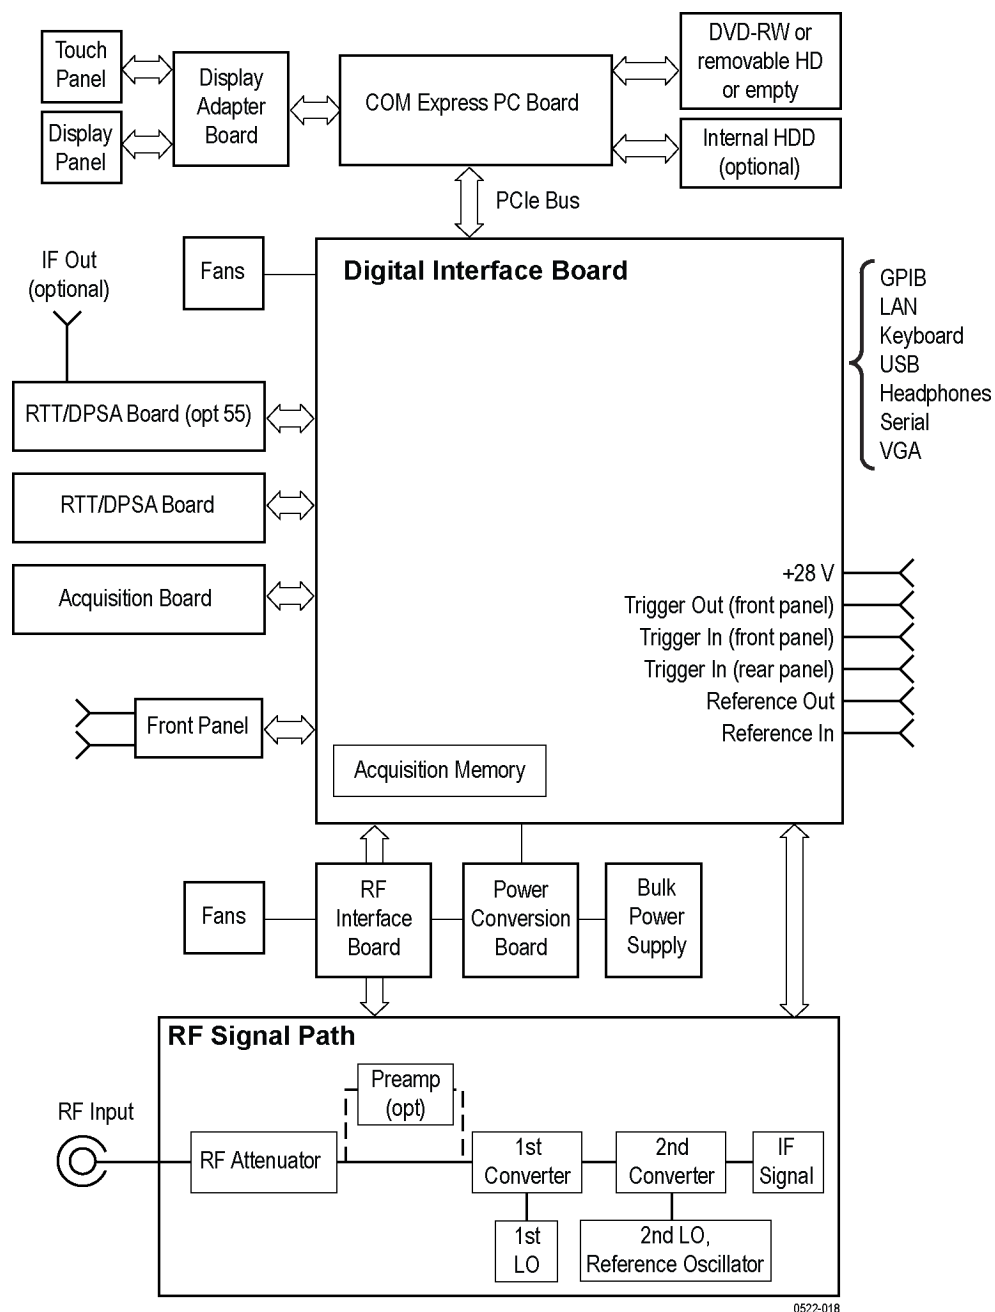 Touch
Panel
Display
Panel
Display
Adapter
Board
COM Express PC Board
DVD-RW or
removable HD
or empty
Internal HDD
(optional)
PCIe Bus
Fans
IF Out
(optional)
Digital Interface Board
GPIB
LAN
Keyboard
USB
Headphones
Serial
VGA
RTT/DPSA Board (opt 55)
RTT/DPSA Board
Acquisition Board
Front Panel
+28 V
Trigger Out (front panel)
Trigger In (front panel)
Trigger In (rear panel)
Reference Out
Reference In
Acquisition Memory
Fans
RF
Interface
Board
Power
Conversion
Board
Bulk
Power
Supply
RF Signal Path
RF Input
RF Attenuator
Preamp
(opt)
1st
Converter
2nd
Converter
IF
Signal
1st
LO
2nd LO,
Reference Oscillator
0522-018